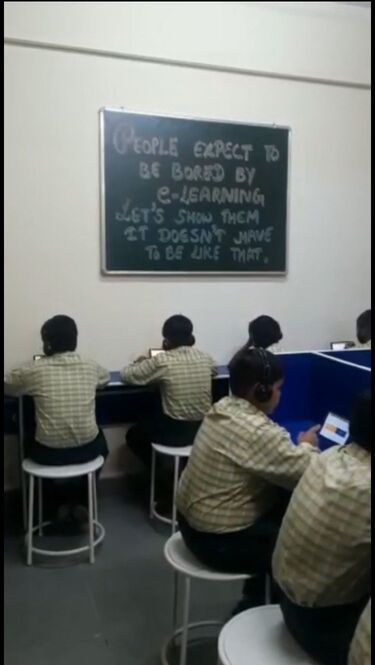 PEOPLE EXPECT TO
BE BORED BY
e-LEARNING
LET'S SHOW THEM
IT DOESN'T HAVE
TO BE LIKE THAT.